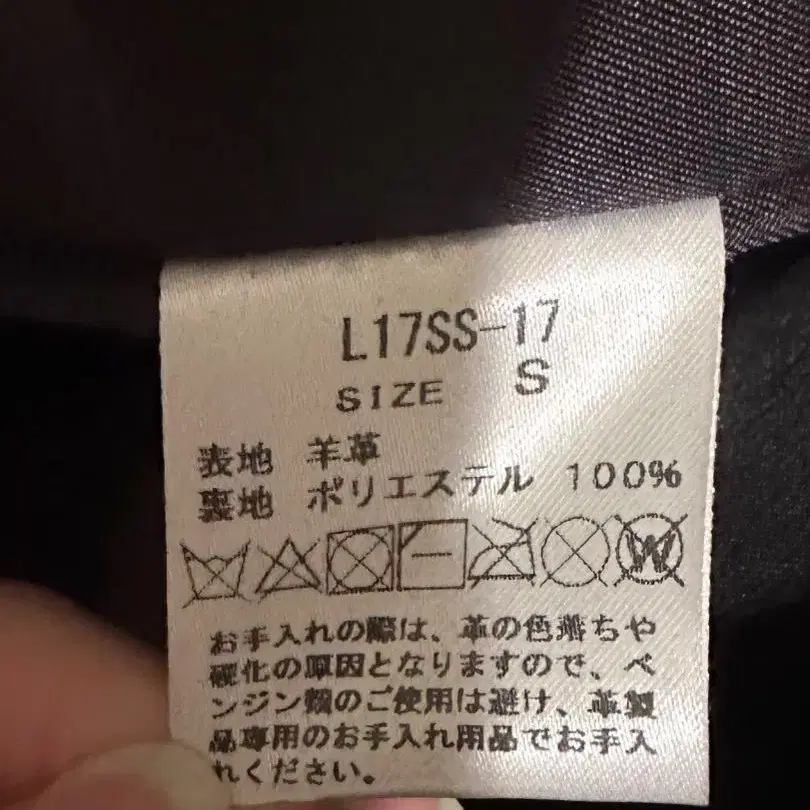 L17SS-17
SIZE S
表地 羊革
裏地 ポリエステル 100%
W
お手入れの際は、革の色落ちや
硬化の原因となりますので、ベ
ンジン類のご使用は避け、革製
品専用のお手入れ用品でお手入
れください。